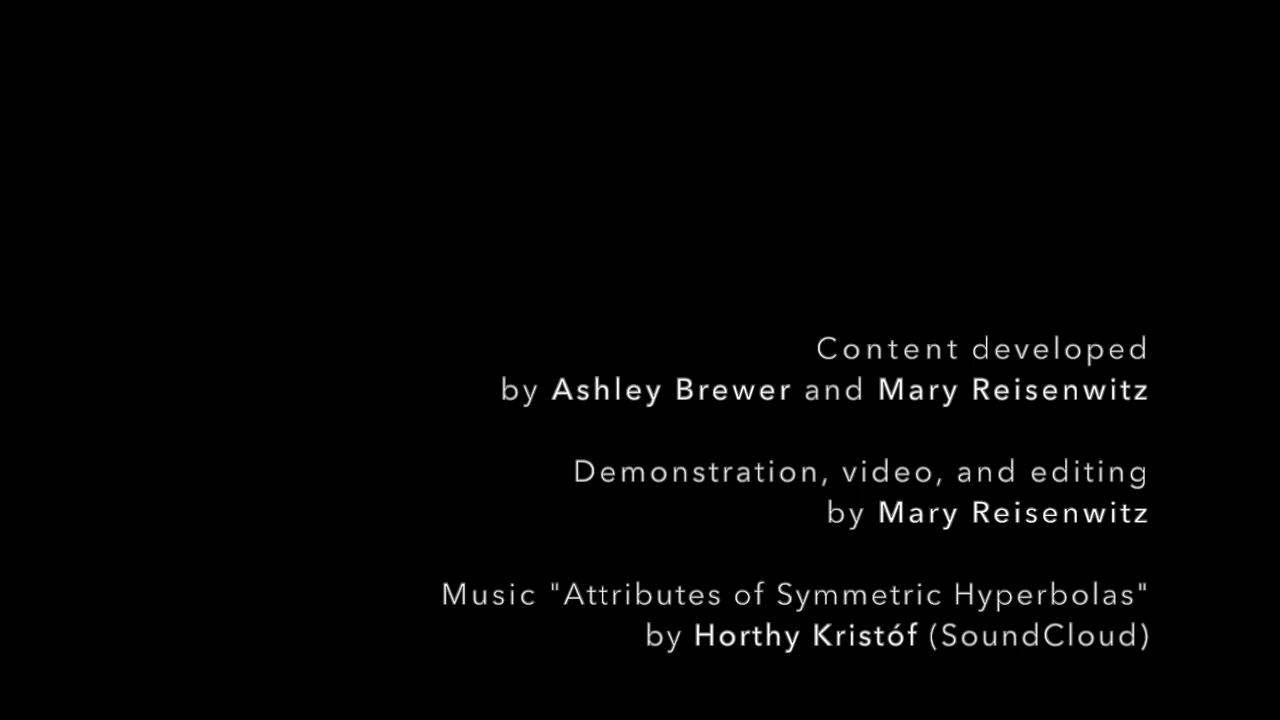 Content developed
by Ashley Brewer and Mary Reisenwitz
Demonstration, video, and editing
by Mary Reisenwitz
Music "Attributes of Symmetric Hyperbolas"
by Horthy Kristóf (SoundCloud)